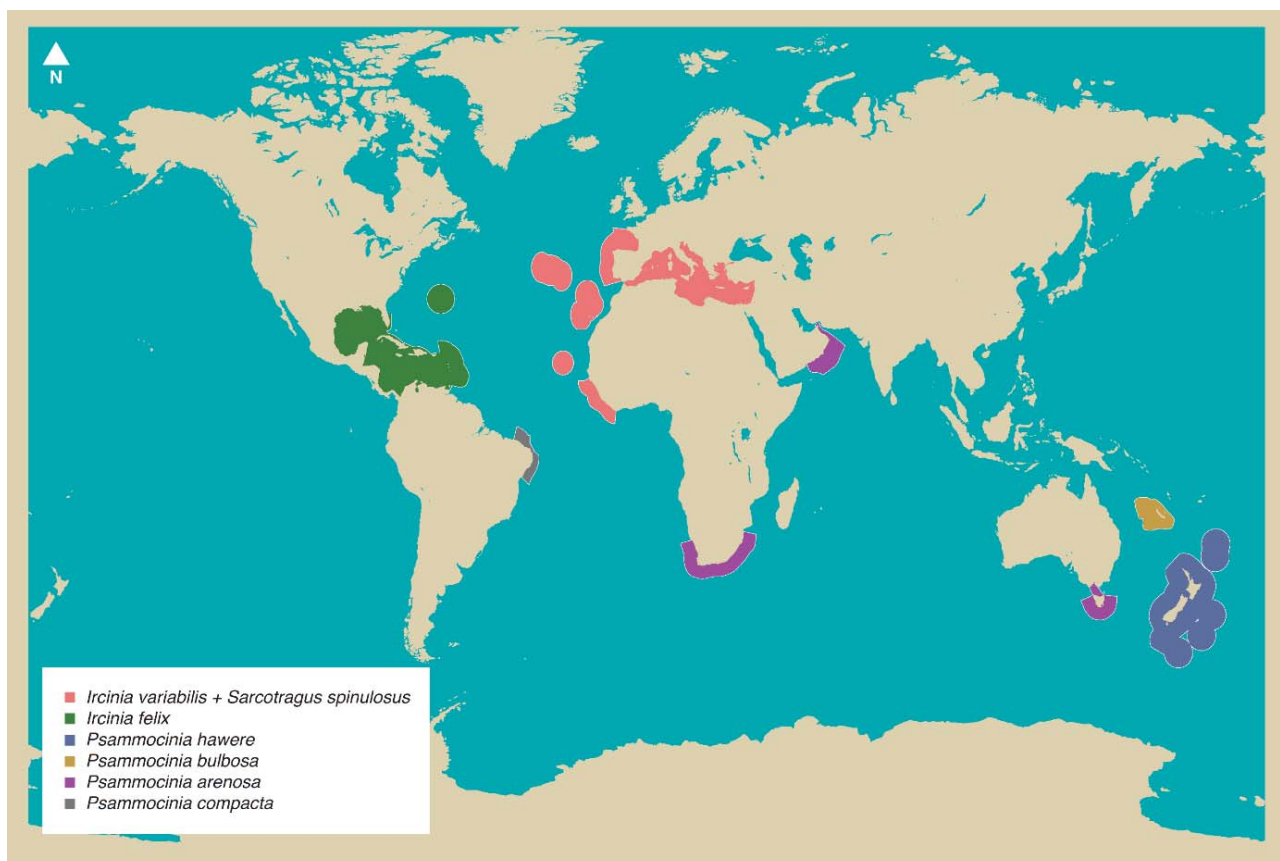 N
Ircinia variabilis + Sarcotragus spinulosus
Ircinia felix
Psammocinia hawere
Psammocinia bulbosa
Psammocinia arenosa
Psammocinia compacta